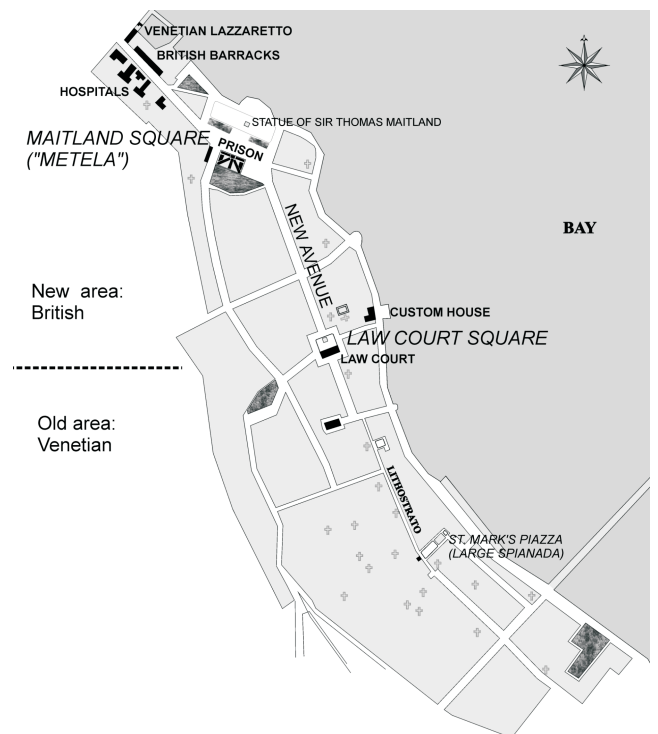 VENETIAN LAZZARETTO
BRITISH BARRACKS
HOSPITALS
STATUE OF SIR THOMAS MAITLAND
MAITLAND SQUARE
("METELA")
PRISON
NEW AVENUE
BAY
New area:
British
CUSTOM HOUSE
LAW COURT SQUARE
LAW COURT
Old area:
Venetian
LITHOSTRATO
ST. MARK'S PIAZZA
(LARGE SPIANADA)